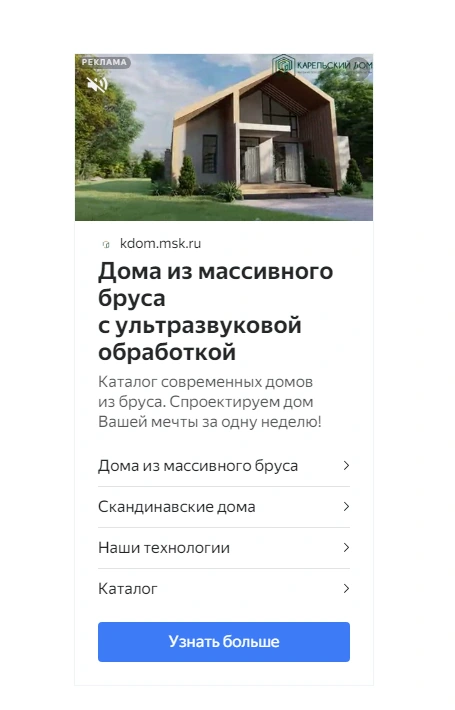 РЕКЛАМА
КАРЕЛЬСКИЙ ДОМ
kdom.msk.ru
Дома из массивного
бруса
с ультразвуковой
обработкой
Каталог современных домов
из бруса. Спроектируем дом
Вашей мечты за одну неделю!
Дома из массивного бруса
Скандинавские дома
Наши технологии
Каталог
Узнать больше